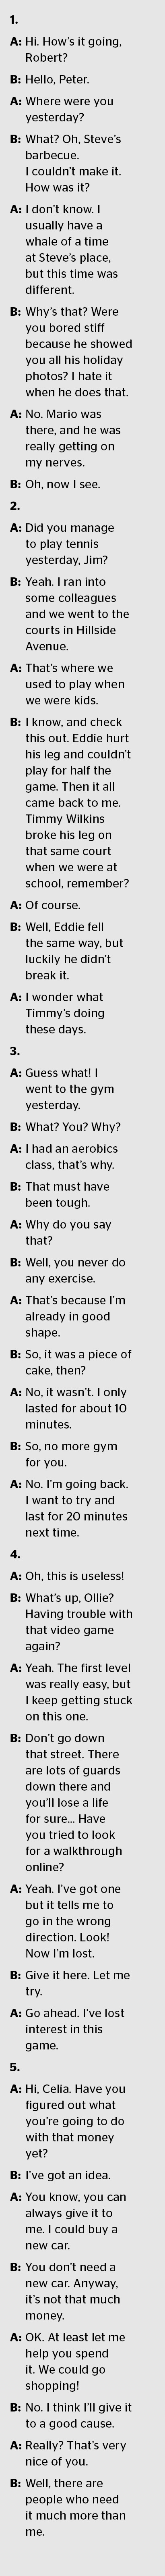 1.
A: Hi. How's it going,
Robert?
B: Hello, Peter.
A: Where were you
yesterday?
B: What? Oh, Steve's
barbecue.
I couldn't make it.
How was it?
A: I don't know. I
usually have a
whale of a time
at Steve's place,
but this time was
different.
B: Why's that? Were
you bored stiff
because he showed
you all his holiday
photos? I hate it
when he does that.
A: No. Mario was
there, and he was
really getting on
my nerves.
B: Oh, now I see.
2.
A: Did you manage
to play tennis
yesterday, Jim?
B: Yeah. I ran into
some colleagues
and we went to the
courts in Hillside
Avenue.
A: That's where we
used to play when
we were kids.
B: I know, and check
this out. Eddie hurt
his leg and couldn't
play for half the
game. Then it all
came back to me.
Timmy Wilkins
broke his leg on
that same court
when we were at
school, remember?
A: Of course.
B: Well, Eddie fell
the same way, but
luckily he didn't
break it.
A: I wonder what
Timmy's doing
these days.
3.
A: Guess what! I
went to the gym
yesterday.
B: What? You? Why?
A: I had an aerobics
class, that's why.
B: That must have
been tough.
A: Why do you say
that?
B: Well, you never do
any exercise.
A: That's because I'm
already in good
shape.
B: So, it was a piece of
cake, then?
A: No, it wasn't. I only
lasted for about 10
minutes.
B: So, no more gym
for you.
A: No. I'm going back.
I want to try and
last for 20 minutes
next time.
4.
A: Oh, this is useless!
B: What's up, Ollie?
Having trouble with
that video game
again?
A: Yeah. The first level
was really easy, but
I keep getting stuck
on this one.
B: Don't go down
that street. There
are lots of guards
down there and
you'll lose a life
for sure... Have
you tried to look
for a walkthrough
online?
A: Yeah. I've got one
but it tells me to
go in the wrong
direction. Look!
Now I'm lost.
B: Give it here. Let me
try.
A: Go ahead. I've lost
interest in this
game.
5.
A: Hi, Celia. Have you
figured out what
you're going to do
with that money
yet?
B: I've got an idea.
A: You know, you can
always give it to
me. I could buy a
new car.
B: You don't need a
new car. Anyway,
it's not that much
money.
A: OK. At least let me
help you spend
it. We could go
shopping!
B: No. I think I'll give it
to a good cause.
A: Really? That's very
nice of you.
B: Well, there are
people who need
it much more than
me.